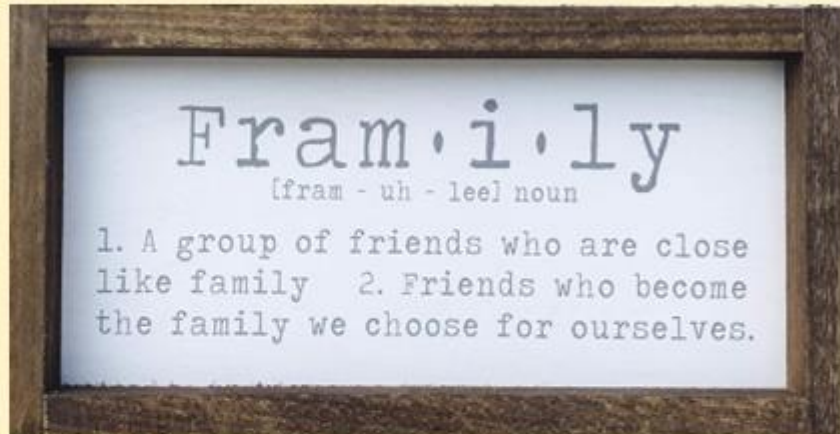 Fram·i·ly
[fram - uh - lee] noun
1. A group of friends who are close
like family 2. Friends who become
the family we choose for ourselves.